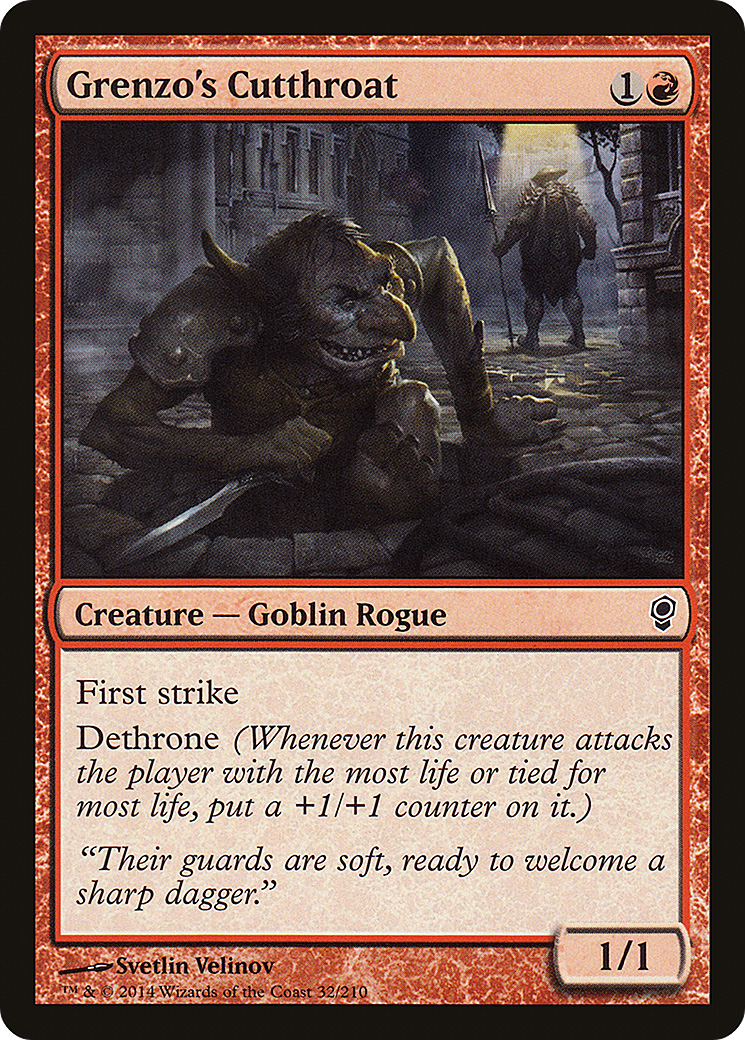 Grenzo's Cutthroat 1
Creature — Goblin Rogue
First strike
Dethrone (Whenever this creature attacks
the player with the most life or tied for
most life, put a +1/+1 counter on it.)
“Their guards are soft, ready to welcome a
sharp dagger.”
1/1
Svetlin Velinov
™ & © 2014 Wizards of the Coast 32/210